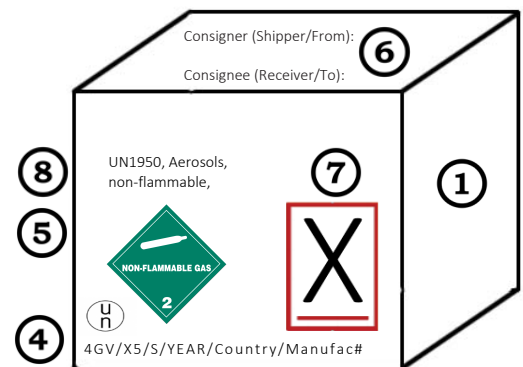 Consigner (Shipper/From):
6
Consignee (Receiver/To):
8
UN1950, Aerosols,
non-flammable,
7
1
5
NON-FLAMMABLE GAS
2
X
un
4
4GV/X5/S/YEAR/Country/Manufac#